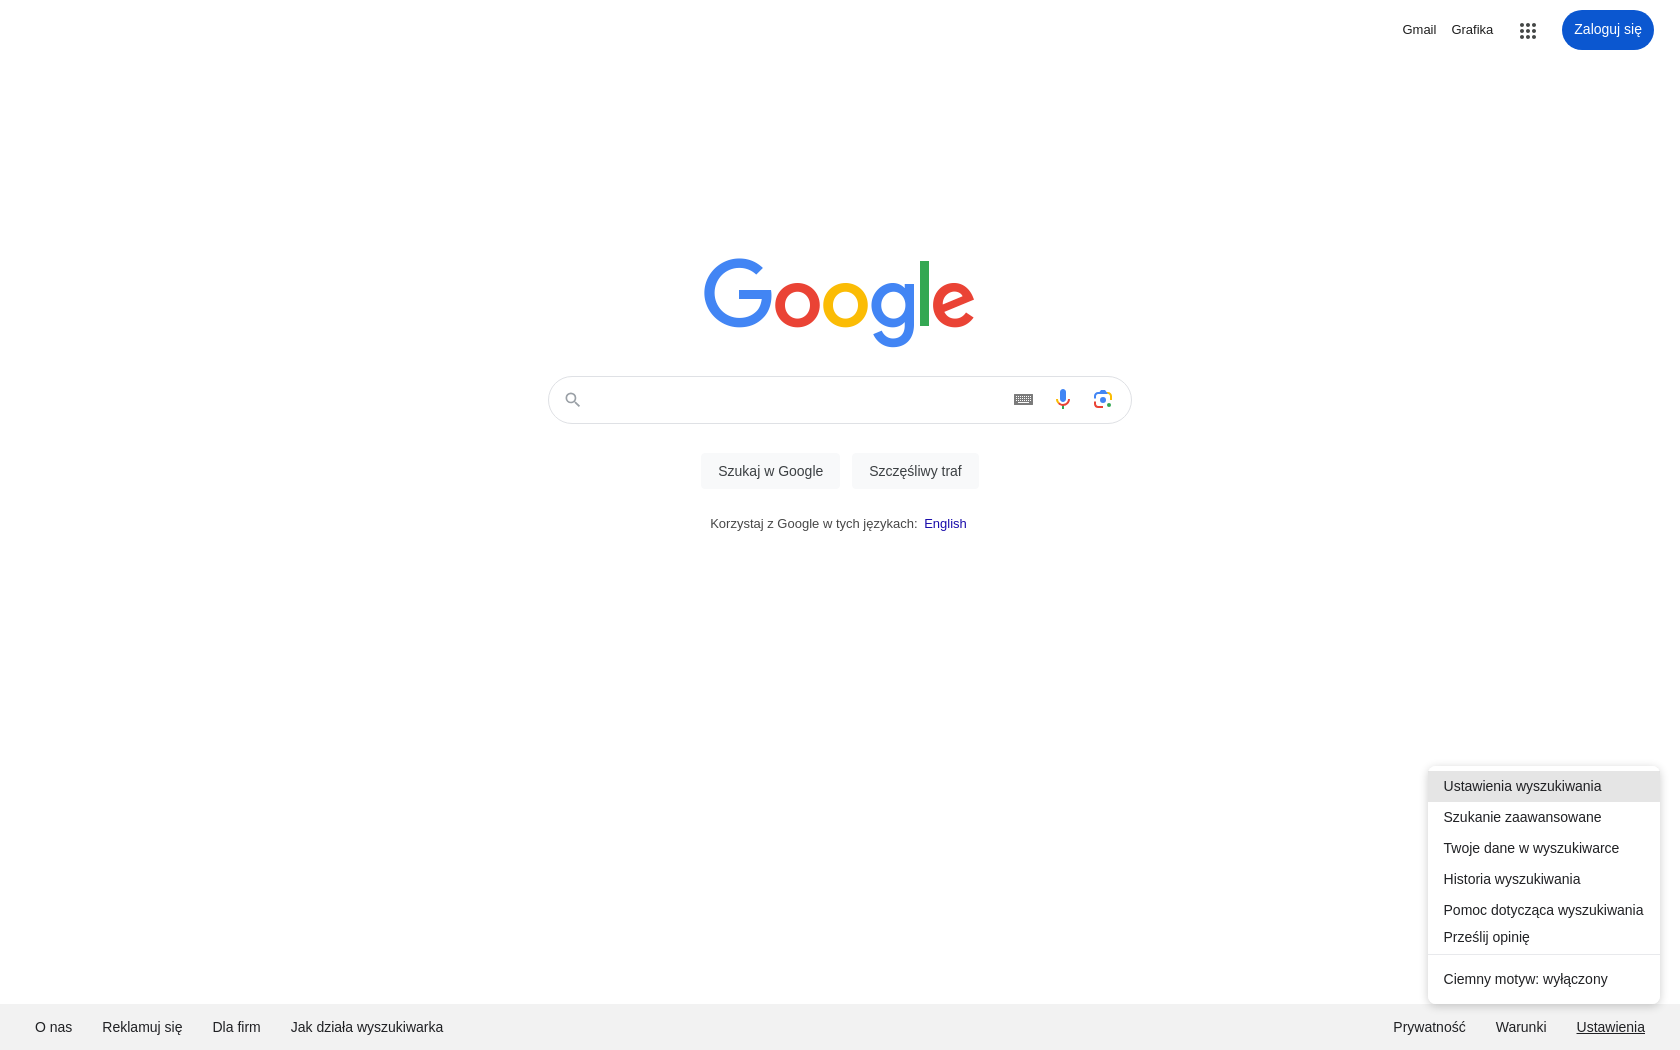 Gmail Grafika Zaloguj się
Google
Szukaj w Google Szczęśliwy traf
Korzystaj z Google w tych językach: English
Ustawienia wyszukiwania
Szukanie zaawansowane
Twoje dane w wyszukiwarce
Historia wyszukiwania
Pomoc dotycząca wyszukiwania
Prześlij opinię
Ciemny motyw: wyłączony
O nas Reklamuj się Dla firm Jak działa wyszukiwarka Prywatność Warunki Ustawienia